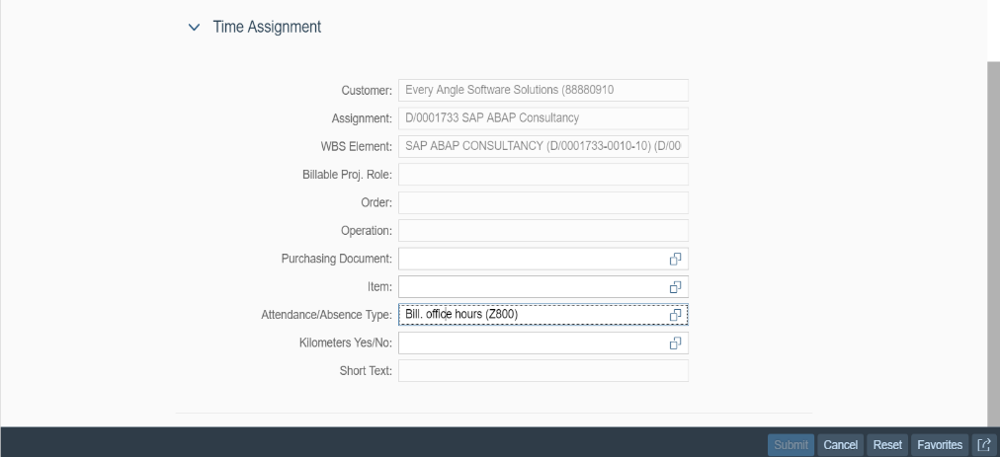 Time Assignment
Customer: Every Angle Software Solutions (88880910
Assignment: D/0001733 SAP ABAP Consultancy
WBS Element: SAP ABAP CONSULTANCY (D/0001733-0010-10) (D/00
Billable Proj. Role:
Order:
Operation:
Purchasing Document:
Item:
Attendance/Absence Type: Bill. office hours (Z800)
Kilometers Yes/No:
Short Text:
Submit Cancel Reset Favorites